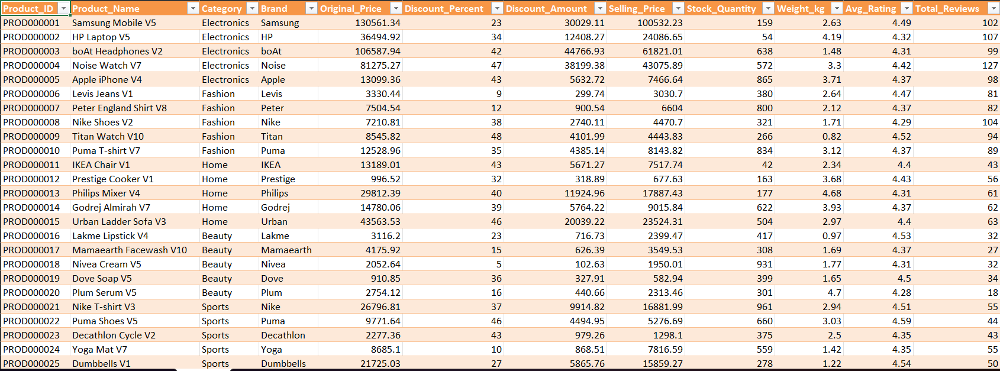 Product_ID Product_Name Category Brand Original_Price Discount_Percent Discount_Amount Selling_Price Stock_Quantity Weight_kg Avg_Rating Total_Reviews
PROD000001 Samsung Mobile V5 Electronics Samsung 130561.34 23 30029.11 100532.23 159 2.63 4.49 102
PROD000002 HP Laptop V5 Electronics HP 36494.92 34 12408.27 24086.65 54 4.19 4.32 107
PROD000003 boAt Headphones V2 Electronics boAt 106587.94 42 44766.93 61821.01 638 1.48 4.31 99
PROD000004 Noise Watch V7 Electronics Noise 81275.27 47 38199.38 43075.89 572 3.3 4.42 127
PROD000005 Apple iPhone V4 Electronics Apple 13099.36 43 5632.72 7466.64 865 3.71 4.37 98
PROD000006 Levis Jeans V1 Fashion Levis 3330.44 9 299.74 3030.7 380 2.64 4.47 81
PROD000007 Peter England Shirt V8 Fashion Peter 7504.54 12 900.54 6604 800 2.12 4.37 82
PROD000008 Nike Shoes V2 Fashion Nike 7210.81 38 2740.11 4470.7 321 1.71 4.29 104
PROD000009 Titan Watch V10 Fashion Titan 8545.82 48 4101.99 4443.83 266 0.82 4.52 94
PROD000010 Puma T-shirt V7 Fashion Puma 12528.96 35 4385.14 8143.82 834 3.12 4.37 89
PROD000011 IKEA Chair V1 Home IKEA 13189.01 43 5671.27 7517.74 42 2.34 4.4 43
PROD000012 Prestige Cooker V1 Home Prestige 996.52 32 318.89 677.63 163 3.68 4.43 56
PROD000013 Philips Mixer V4 Home Philips 29812.39 40 11924.96 17887.43 177 4.68 4.31 61
PROD000014 Godrej Almirah V7 Home Godrej 14780.06 39 5764.22 9015.84 622 3.93 4.37 62
PROD000015 Urban Ladder Sofa V3 Home Urban 43563.53 46 20039.22 23524.31 504 2.97 4.4 63
PROD000016 Lakme Lipstick V4 Beauty Lakme 3116.2 23 716.73 2399.47 417 0.97 4.53 32
PROD000017 Mamaearth Facewash V10 Beauty Mamaearth 4175.92 15 626.39 3549.53 308 1.69 4.37 27
PROD000018 Nivea Cream V5 Beauty Nivea 2052.64 5 102.63 1950.01 931 1.77 4.31 32
PROD000019 Dove Soap V5 Beauty Dove 910.85 36 327.91 582.94 399 1.65 4.5 34
PROD000020 Plum Serum V5 Beauty Plum 2754.12 16 440.66 2313.46 301 4.7 4.28 18
PROD000021 Nike T-shirt V3 Sports Nike 26796.81 37 9914.82 16881.99 961 2.94 4.51 55
PROD000022 Puma Shoes V5 Sports Puma 9771.64 46 4494.95 5276.69 660 3.03 4.59 44
PROD000023 Decathlon Cycle V2 Sports Decathlon 2277.36 43 979.26 1298.1 375 2.5 4.35 43
PROD000024 Yoga Mat V7 Sports Yoga 8685.1 10 868.51 7816.59 559 1.42 4.35 55
PROD000025 Dumbbells V1 Sports Dumbbells 21725.03 27 5865.76 15859.27 278 1.22 4.54 50